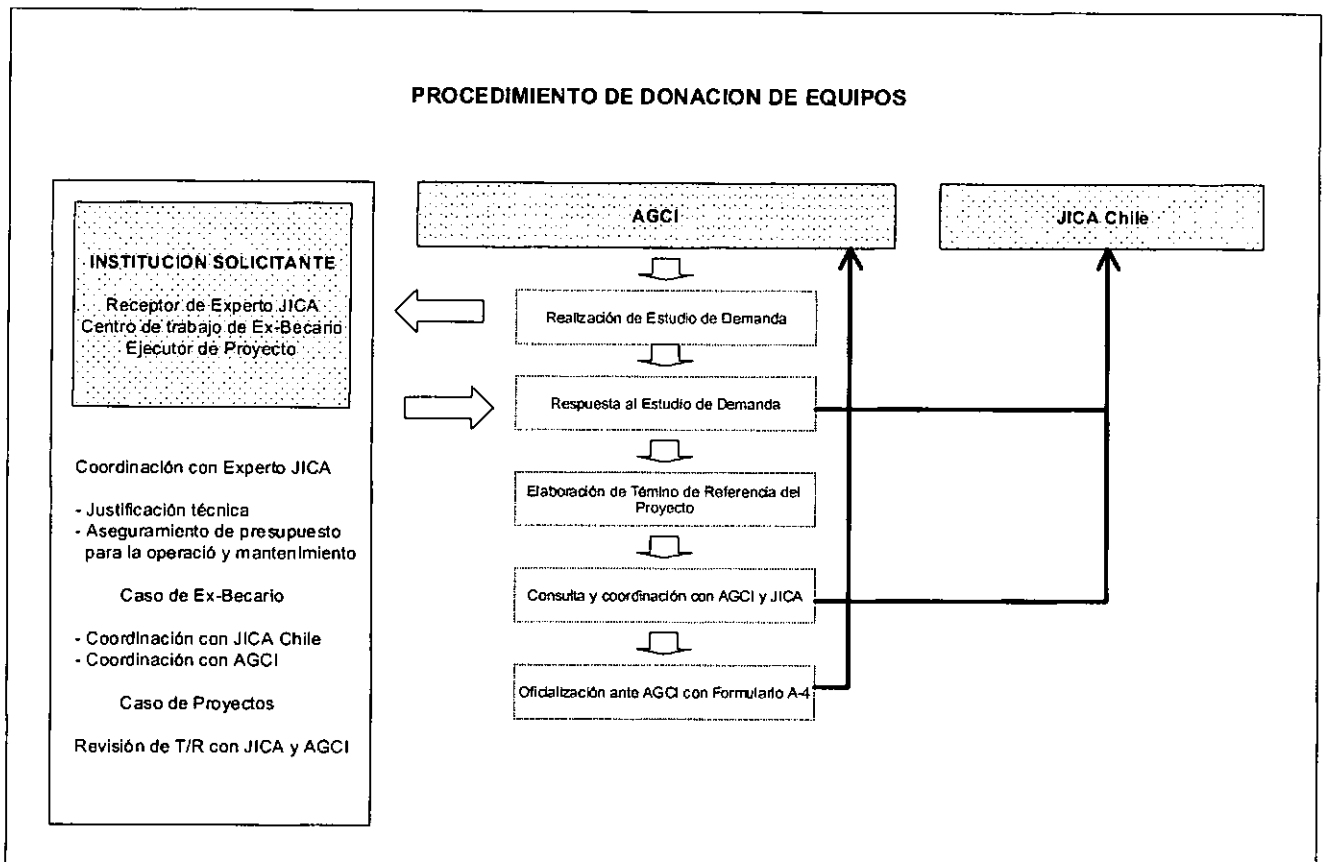 PROCEDIMIENTO DE DONACION DE EQUIPOS
INSTITUCION SOLICITANTE
Receptor de Experto JICA
Centro de trabajo de Ex-Becario
Ejecutor de Proyecto
Coordinación con Experto JICA
- Justificación técnica
- Aseguramiento de presupuesto
para la operació y mantenimiento
Caso de Ex-Becario
- Coordinación con JICA Chile
- Coordinación con AGCI
Caso de Proyectos
Revisión de T/R con JICA y AGCI
AGCI
Realización de Estudio de Demanda
Respuesta al Estudio de Demanda
Elaboración de Témino de Referencia del
Proyecto
Consulta y coordinación con AGCI y JICA
Oficialización ante AGCI con Formulario A-4
JICA Chile